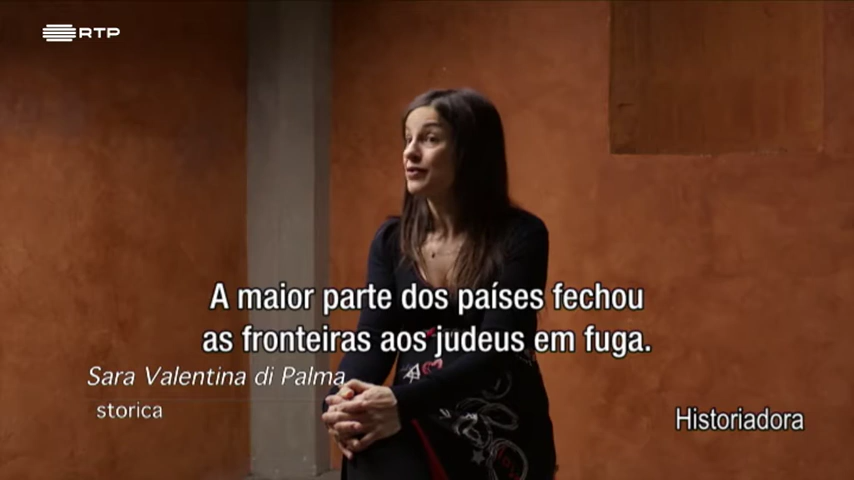 RTP
A maior parte dos países fechou
as fronteiras aos judeus em fuga.
Sara Valentina di Palma
storica
Historiadora